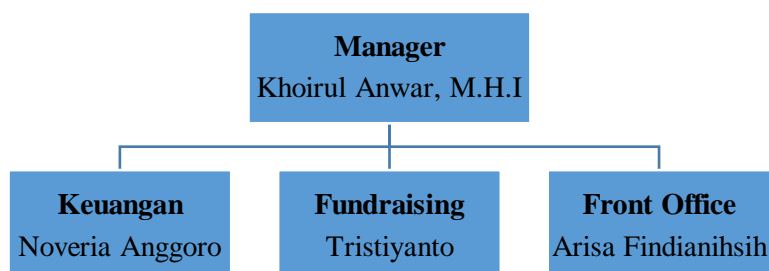 Manager
Khoirul Anwar, M.H.I
Keuangan
Noveria Anggoro
Fundraising
Tristiyanto
Front Office
Arisa Findianihsih